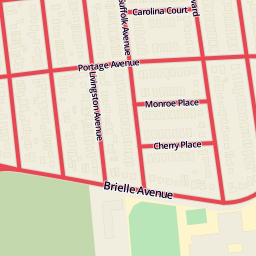 Carolina Court
Suffolk Avenue
Portage Avenue
Livingston Avenue
Monroe Place
Cherry Place
Brielle Avenue